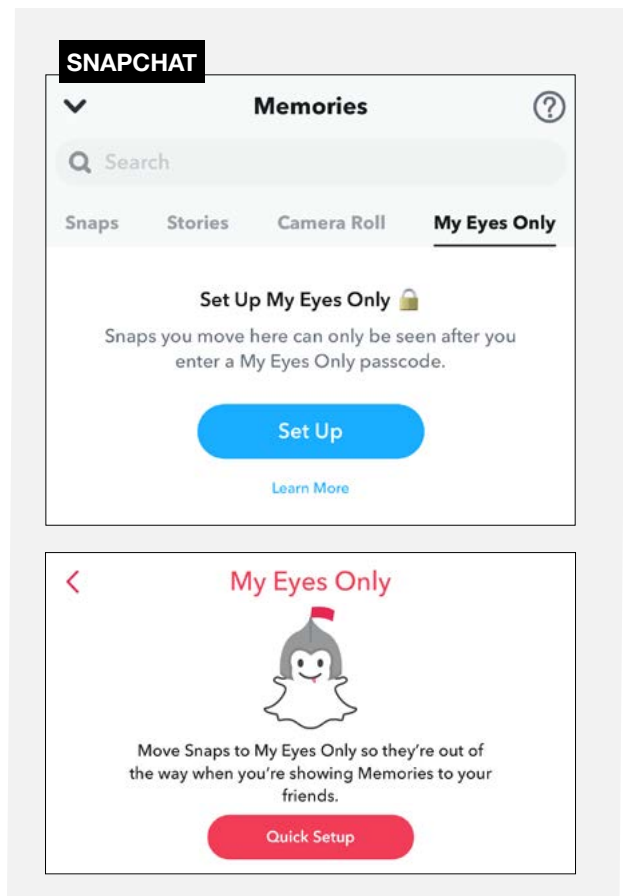 SNAPCHAT
Memories
Search
Snaps Stories Camera Roll My Eyes Only
Set Up My Eyes Only
Snaps you move here can only be seen after you
enter a My Eyes Only passcode.
Set Up
Learn More
My Eyes Only
Move Snaps to My Eyes Only so they're out of
the way when you're showing Memories to your
friends.
Quick Setup